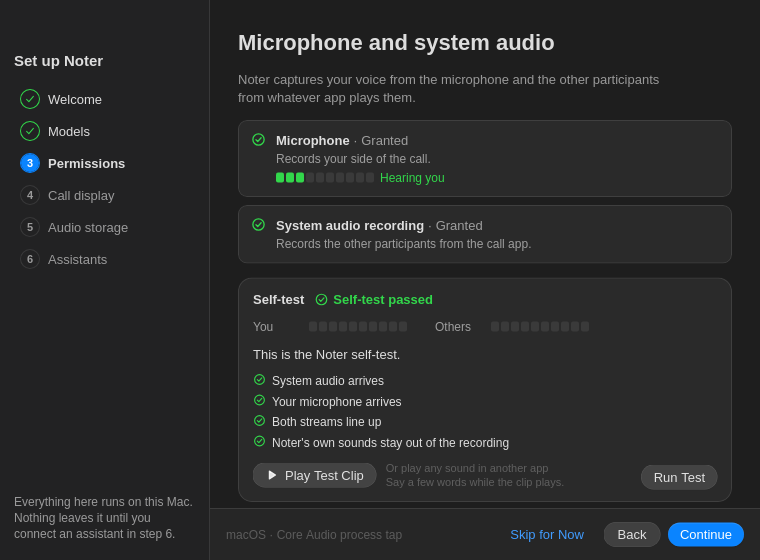 Set up Noter
Welcome
Models
3 Permissions
4 Call display
5 Audio storage
6 Assistants
Everything here runs on this Mac.
Nothing leaves it until you
connect an assistant in step 6.
Microphone and system audio
Noter captures your voice from the microphone and the other participants
from whatever app plays them.
Microphone · Granted
Records your side of the call.
Hearing you
System audio recording · Granted
Records the other participants from the call app.
Self-test Self-test passed
You Others
This is the Noter self-test.
System audio arrives
Your microphone arrives
Both streams line up
Noter's own sounds stay out of the recording
Play Test Clip
Or play any sound in another app
Say a few words while the clip plays.
Run Test
macOS · Core Audio process tap
Skip for Now
Back
Continue